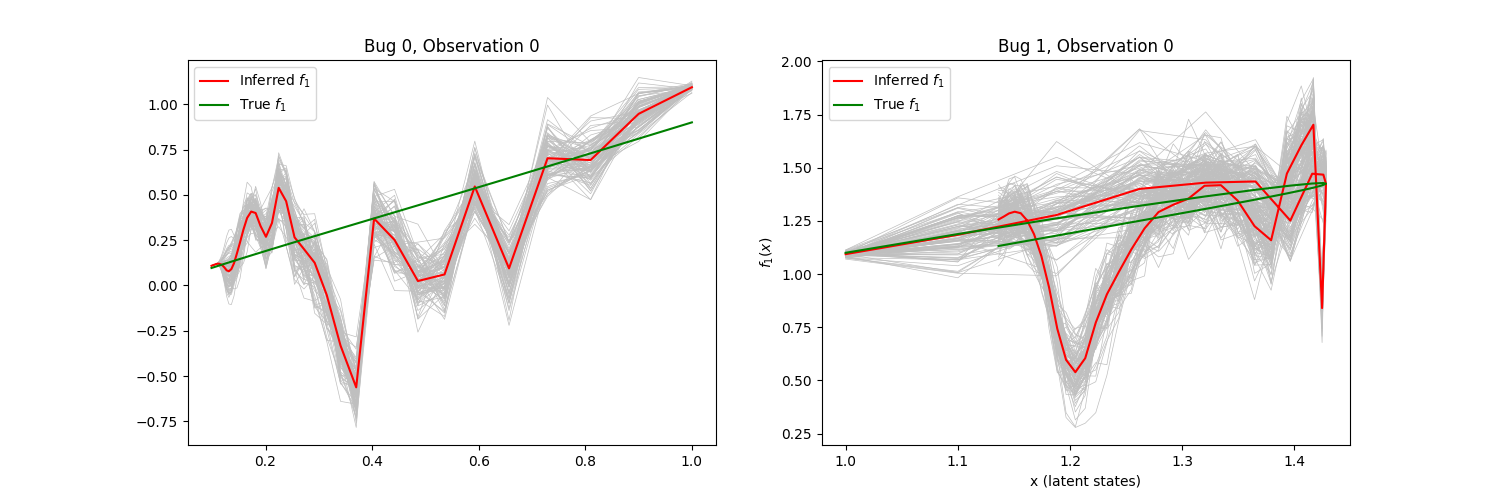 Bug 0, Observation 0
Inferred f₁
True f₁
1.00
0.75
0.50
0.25
0.00
−0.25
−0.50
−0.75
0.2 0.4 0.6 0.8 1.0
Bug 1, Observation 0
Inferred f₁
True f₁
2.00
1.75
1.50
1.25
1.00
0.75
0.50
0.25
f₁(x)
1.0 1.1 1.2 1.3 1.4
x (latent states)